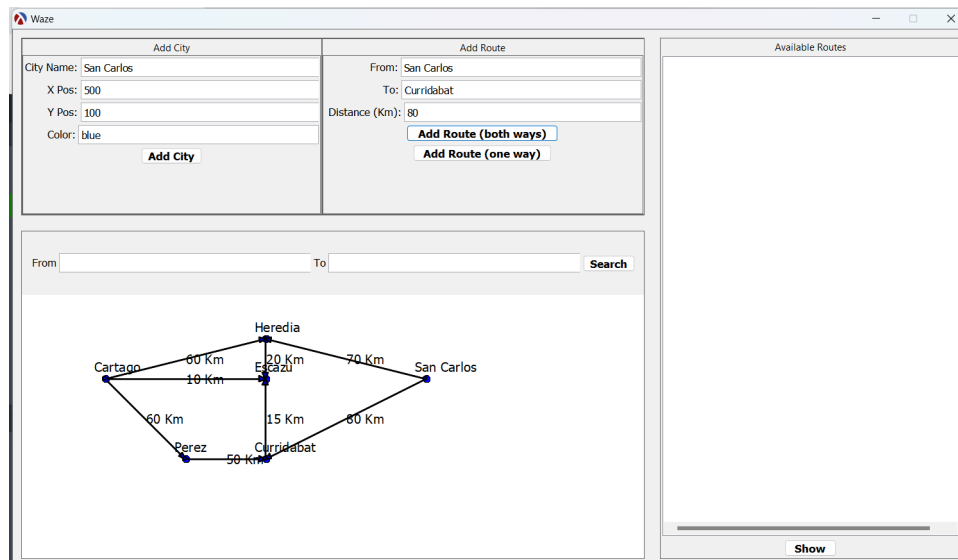 Waze
Add City
City Name: San Carlos
X Pos: 500
Y Pos: 100
Color: blue
Add City
Add Route
From: San Carlos
To: Curridabat
Distance (Km): 80
Add Route (both ways)
Add Route (one way)
From
To
Search
Heredia
60 Km
20 Km
70 Km
Cartago
Escazu
San Carlos
10 Km
60 Km
15 Km
80 Km
Perez
Curridabat
50 Km
Available Routes
Show